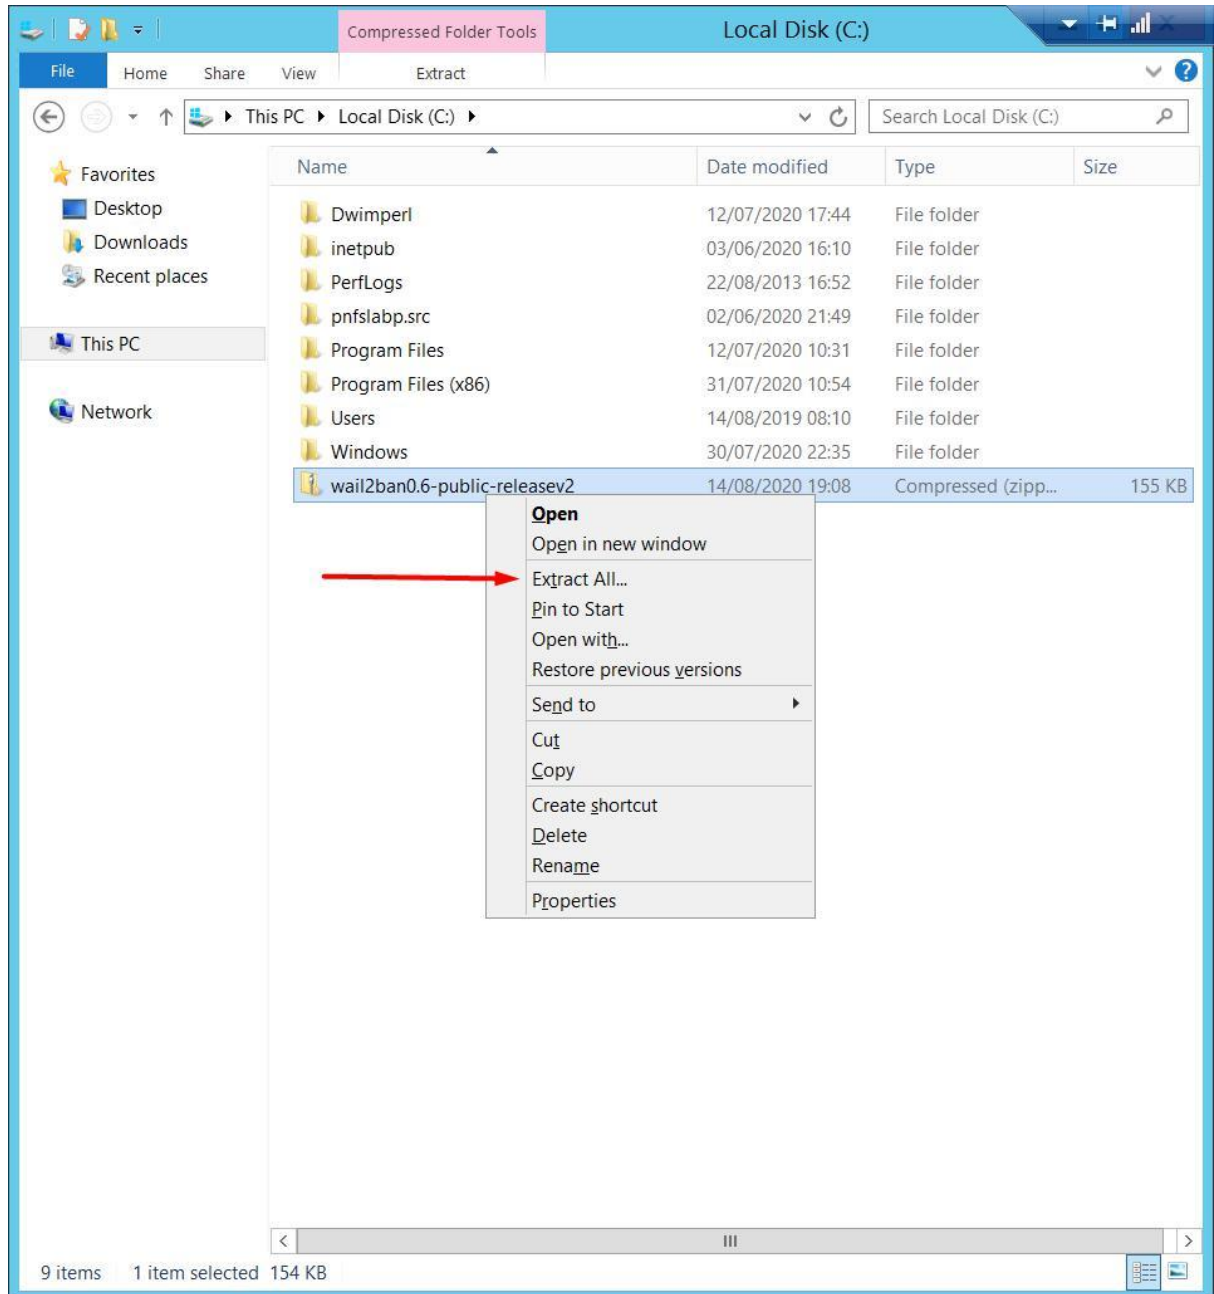 Compressed Folder Tools Local Disk (C:)
File Home Share View Extract
This PC Local Disk (C:) Search Local Disk (C:)
Name Date modified Type Size
Favorites
Desktop
Downloads
Recent places
This PC
Network
Dwimperl 12/07/2020 17:44 File folder
inetpub 03/06/2020 16:10 File folder
PerfLogs 22/08/2013 16:52 File folder
pnfslabp.src 02/06/2020 21:49 File folder
Program Files 12/07/2020 10:31 File folder
Program Files (x86) 31/07/2020 10:54 File folder
Users 14/08/2019 08:10 File folder
Windows 30/07/2020 22:35 File folder
wail2ban0.6-public-releasev2 14/08/2020 19:08 Compressed (zipp... 155 KB
Open
Open in new window
Extract All...
Pin to Start
Open with...
Restore previous versions
Send to
Cut
Copy
Create shortcut
Delete
Rename
Properties
9 items 1 item selected 154 KB